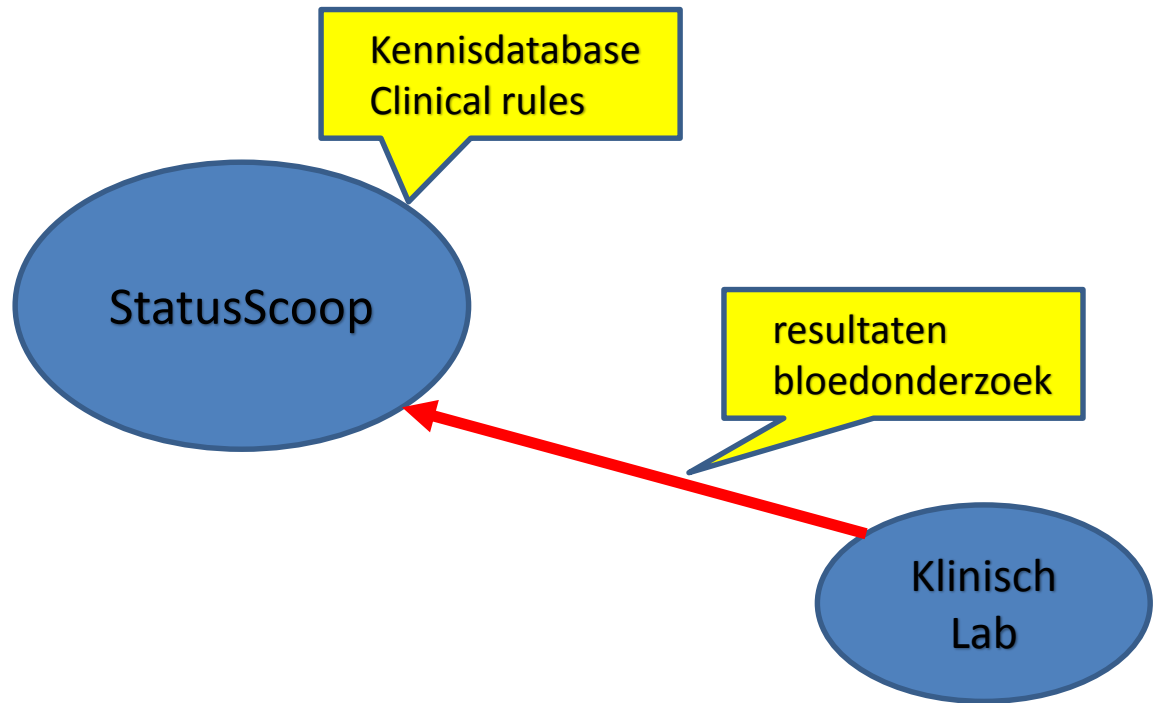 Kennisdatabase
Clinical rules
StatusScoop
resultaten
bloedonderzoek
Klinisch
Lab